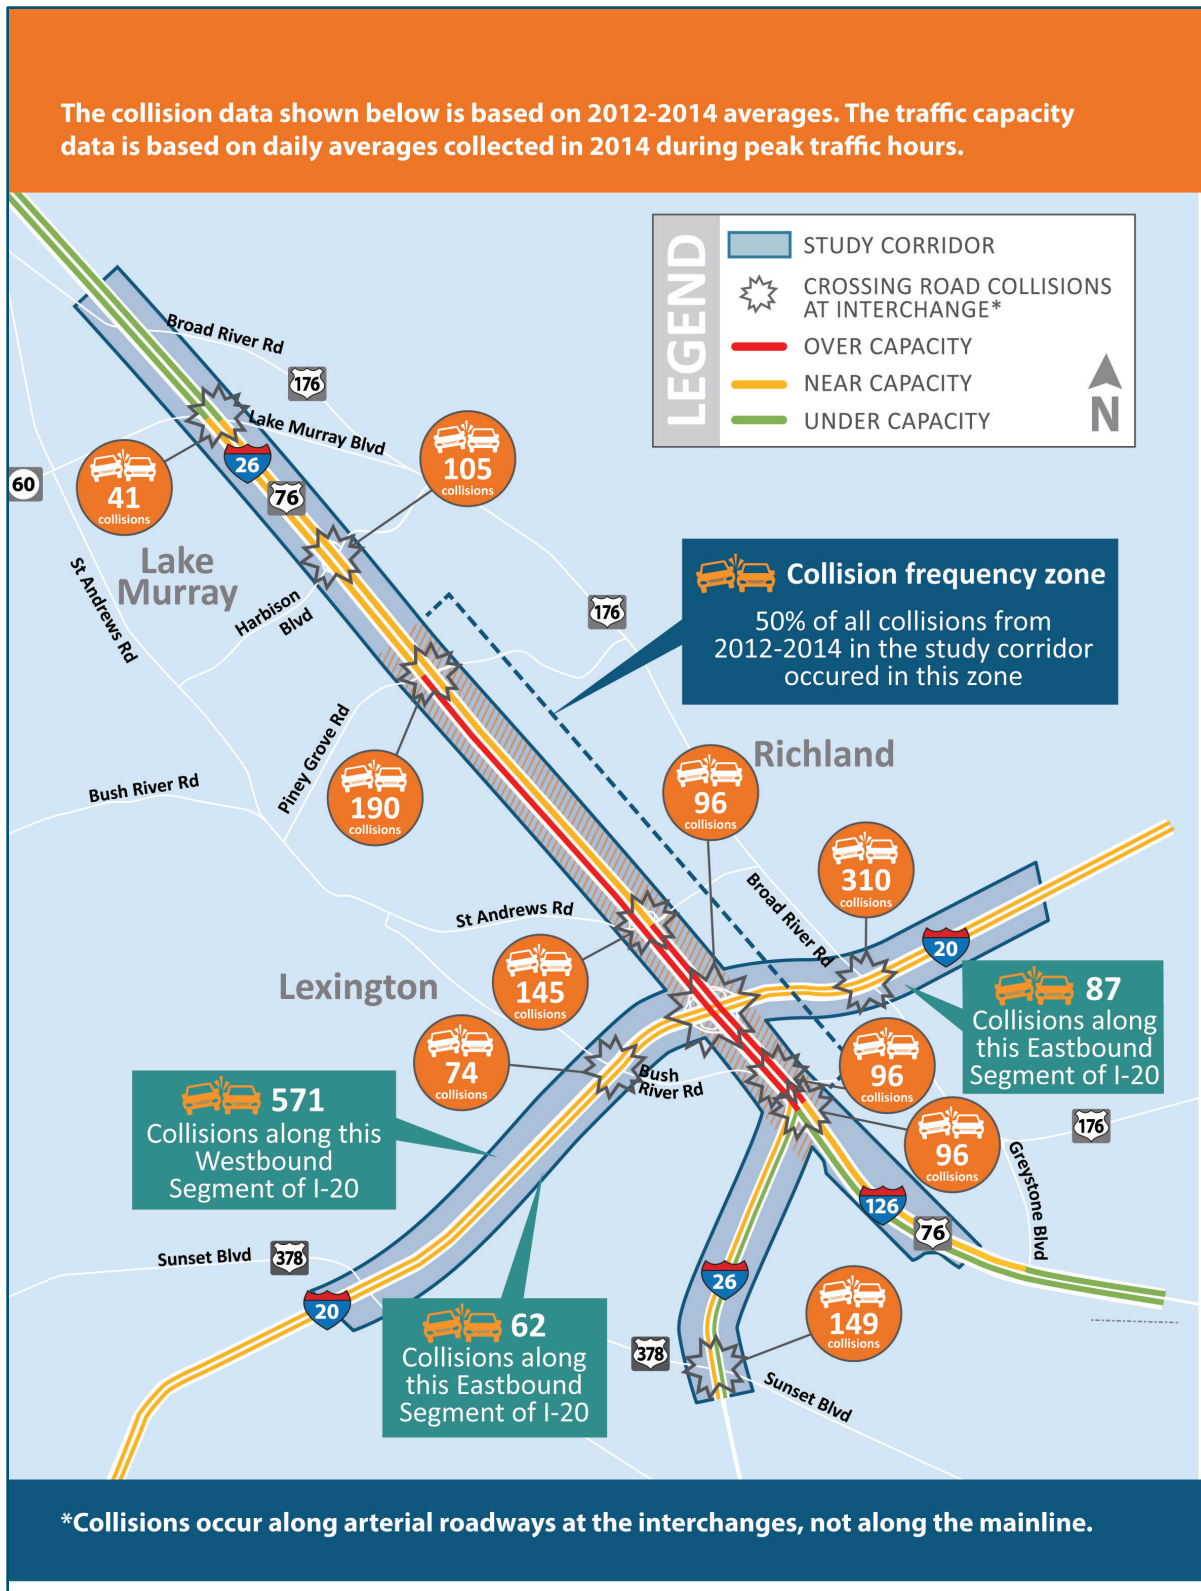 The collision data shown below is based on 2012-2014 averages. The traffic capacity
data is based on daily averages collected in 2014 during peak traffic hours.
LEGEND
STUDY CORRIDOR
CROSSING ROAD COLLISIONS
AT INTERCHANGE*
OVER CAPACITY
NEAR CAPACITY
UNDER CAPACITY
N
Broad River Rd
176
Lake Murray Blvd
26
76
60
41
collisions
105
collisions
Lake
Murray
St Andrews Rd
Harbison
Blvd
176
Collision frequency zone
50% of all collisions from
2012-2014 in the study corridor
occured in this zone
Piney Grove Rd
190
collisions
Bush River Rd
Richland
96
collisions
310
collisions
Broad River Rd
20
St Andrews Rd
145
collisions
Lexington
87
Collisions along
this Eastbound
Segment of I-20
74
collisions
Bush
River Rd
96
collisions
96
collisions
176
Greystone Blvd
571
Collisions along this
Westbound
Segment of I-20
126
76
Sunset Blvd
378
20
26
62
Collisions along
this Eastbound
Segment of I-20
149
collisions
378
Sunset Blvd
*Collisions occur along arterial roadways at the interchanges, not along the mainline.